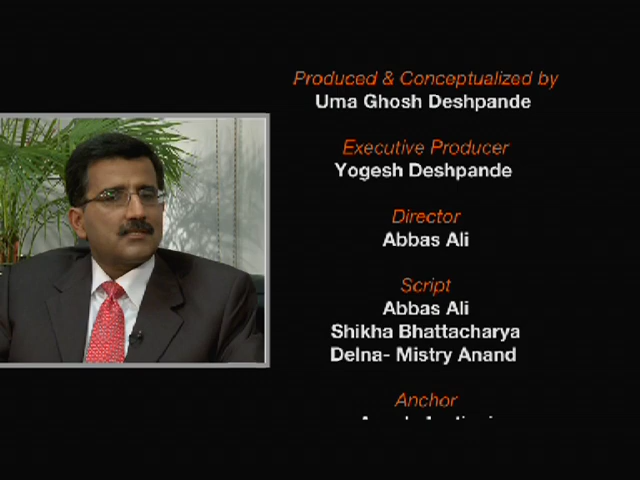 Produced & Conceptualized by
Uma Ghosh Deshpande
Executive Producer
Yogesh Deshpande
Director
Abbas Ali
Script
Abbas Ali
Shikha Bhattacharya
Delna- Mistry Anand
Anchor